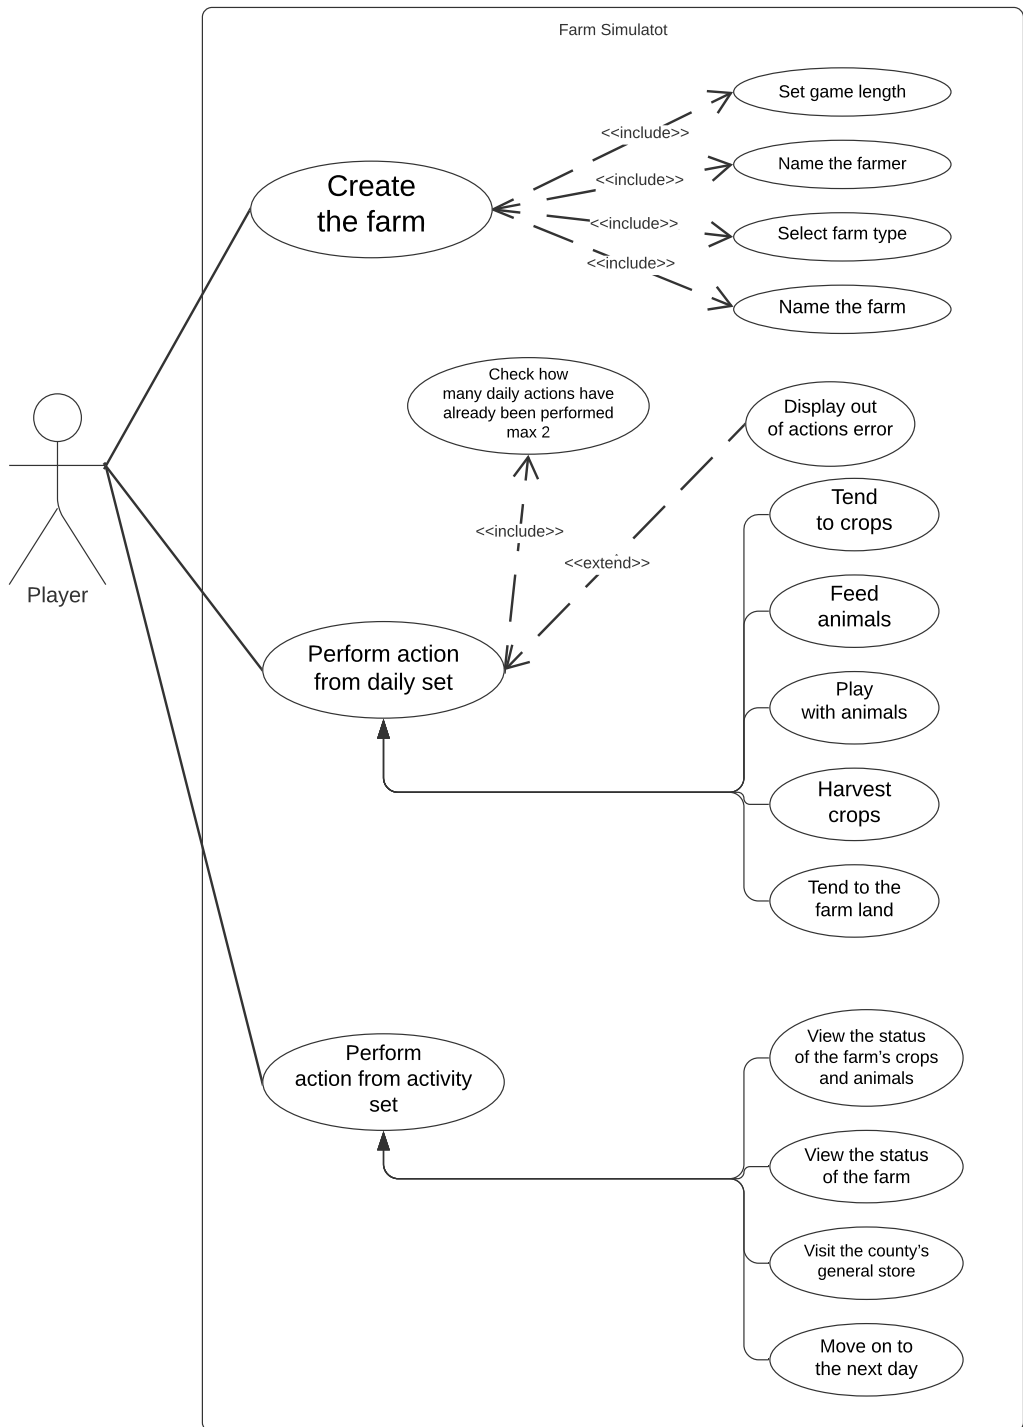 Farm Simulatot
Set game length
<<include>>
Name the farmer
<<include>>
Create
the farm
<<include>>
Select farm type
<<include>>
Name the farm
Check how
many daily actions have
already been performed
max 2
Display out
of actions error
Tend
to crops
<<include>>
<<extend>>
Feed
animals
Player
Perform action
from daily set
Play
with animals
Harvest
crops
Tend to the
farm land
Perform
action from activity
set
View the status
of the farm’s crops
and animals
View the status
of the farm
Visit the county’s
general store
Move on to
the next day